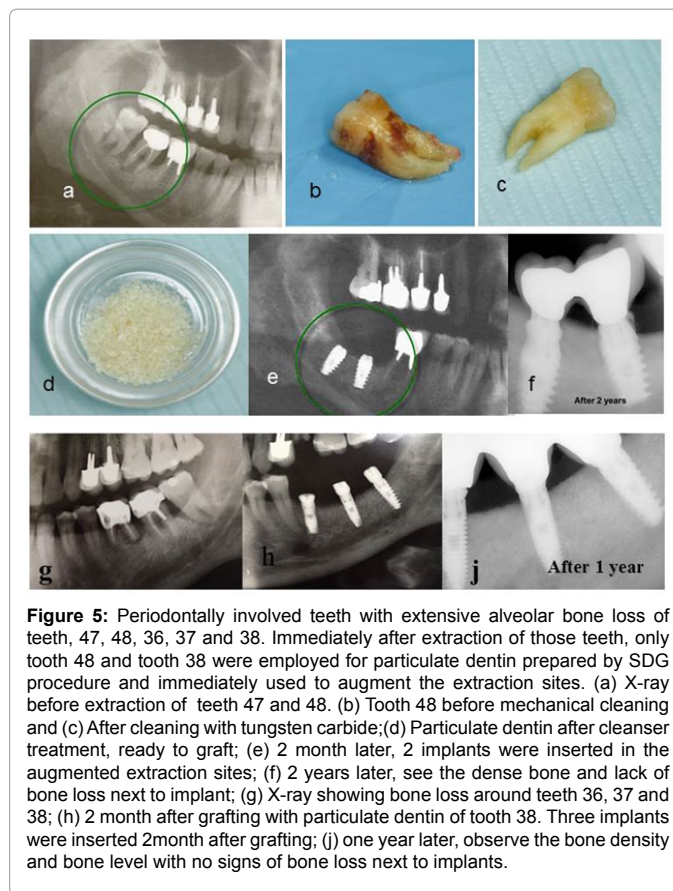 a
b
c
d
e
f
After 2 years
g
h
j
After 1 year
Figure 5: Periodontally involved teeth with extensive alveolar bone loss of
teeth, 47, 48, 36, 37 and 38. Immediately after extraction of those teeth, only
tooth 48 and tooth 38 were employed for particulate dentin prepared by SDG
procedure and immediately used to augment the extraction sites. (a) X-ray
before extraction of teeth 47 and 48. (b) Tooth 48 before mechanical cleaning
and (c) After cleaning with tungsten carbide;(d) Particulate dentin after cleanser
treatment, ready to graft; (e) 2 month later, 2 implants were inserted in the
augmented extraction sites; (f) 2 years later, see the dense bone and lack of
bone loss next to implant; (g) X-ray showing bone loss around teeth 36, 37 and
38; (h) 2 month after grafting with particulate dentin of tooth 38. Three implants
were inserted 2month after grafting; (j) one year later, observe the bone density
and bone level with no signs of bone loss next to implants.